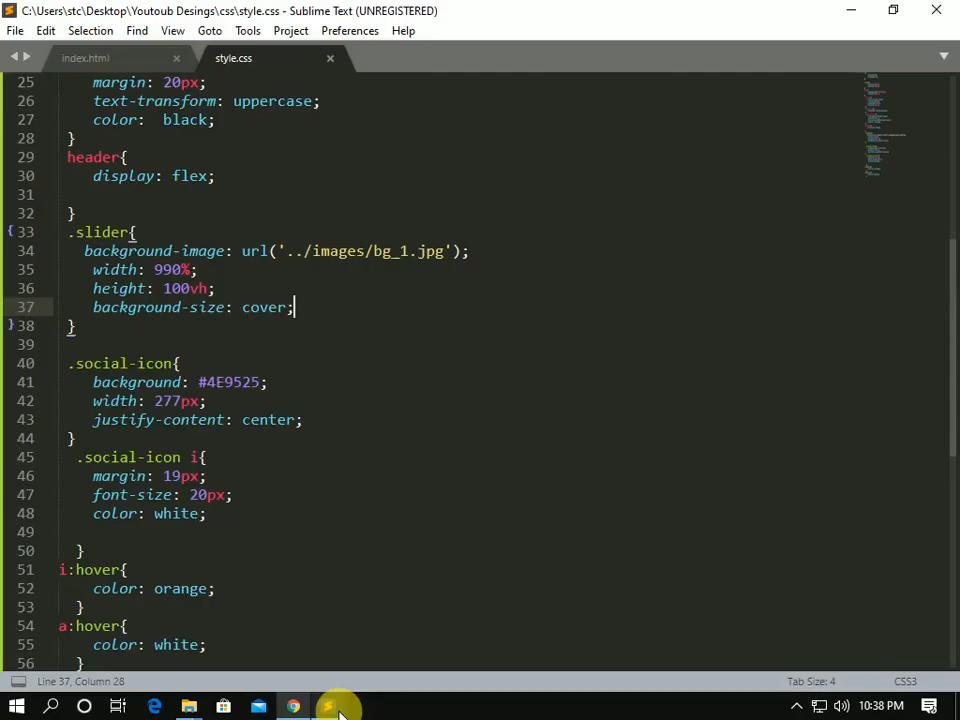 C:\Users\stc\Desktop\Youtoub Desings\css\style.css - Sublime Text (UNREGISTERED)
File Edit Selection Find View Goto Tools Project Preferences Help
index.html style.css
25 margin: 20px;
26 text-transform: uppercase;
27 color:  black;
28 }
29 header{
30 display: flex;
31
32 }
33 .slider{
34 background-image: url('../images/bg_1.jpg');
35 width: 990%;
36 height: 100vh;
37 background-size: cover;
38 }
39
40 .social-icon{
41 background: #4E9525;
42 width: 277px;
43 justify-content: center;
44 }
45 .social-icon i{
46 margin: 19px;
47 font-size: 20px;
48 color: white;
49
50 }
51 i:hover{
52 color: orange;
53 }
54 a:hover{
55 color: white;
56 }
Line 37, Column 28 Tab Size: 4 CSS3
10:38 PM